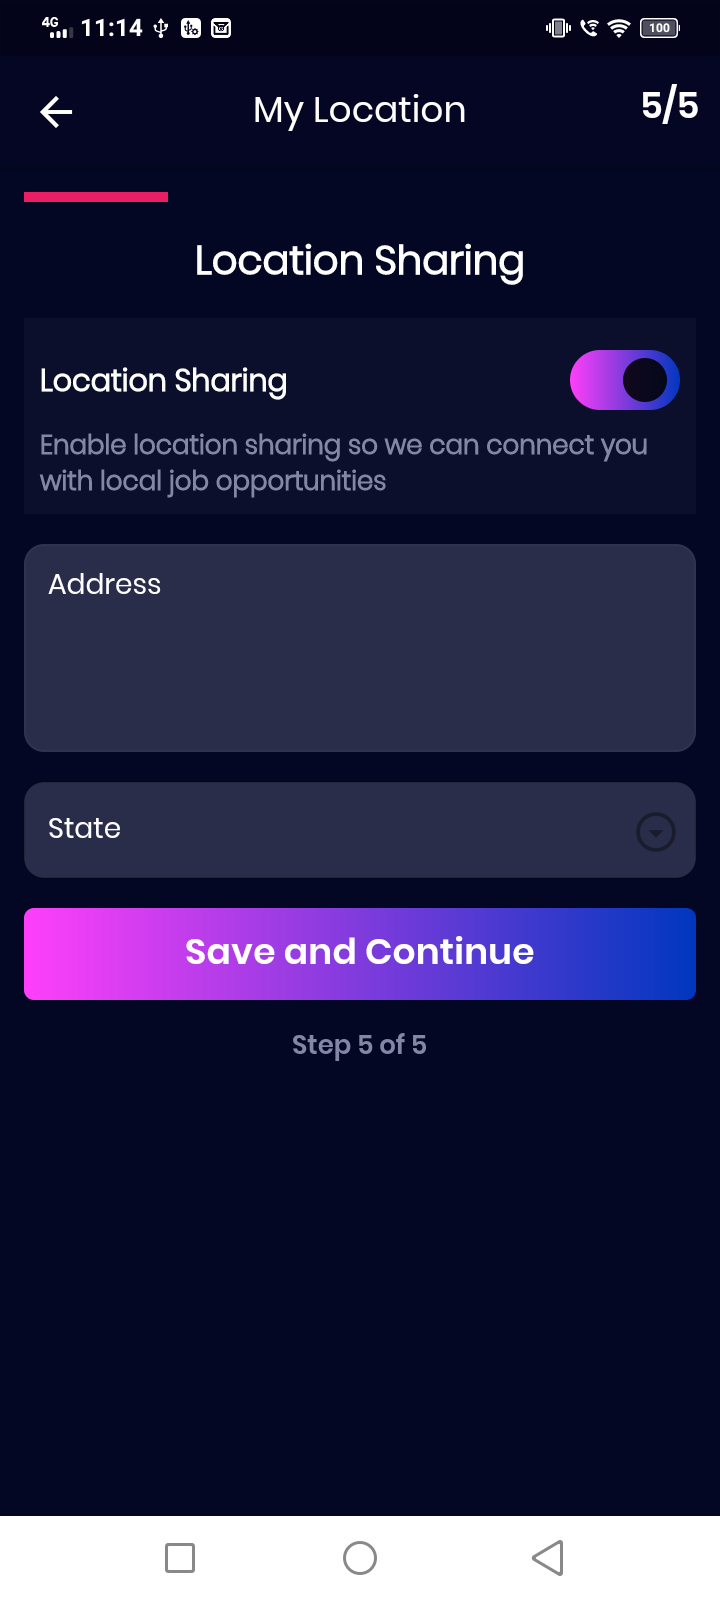 4G 11:14 100
My Location 5/5
Location Sharing
Location Sharing
Enable location sharing so we can connect you
with local job opportunities
Address
State
Save and Continue
Step 5 of 5